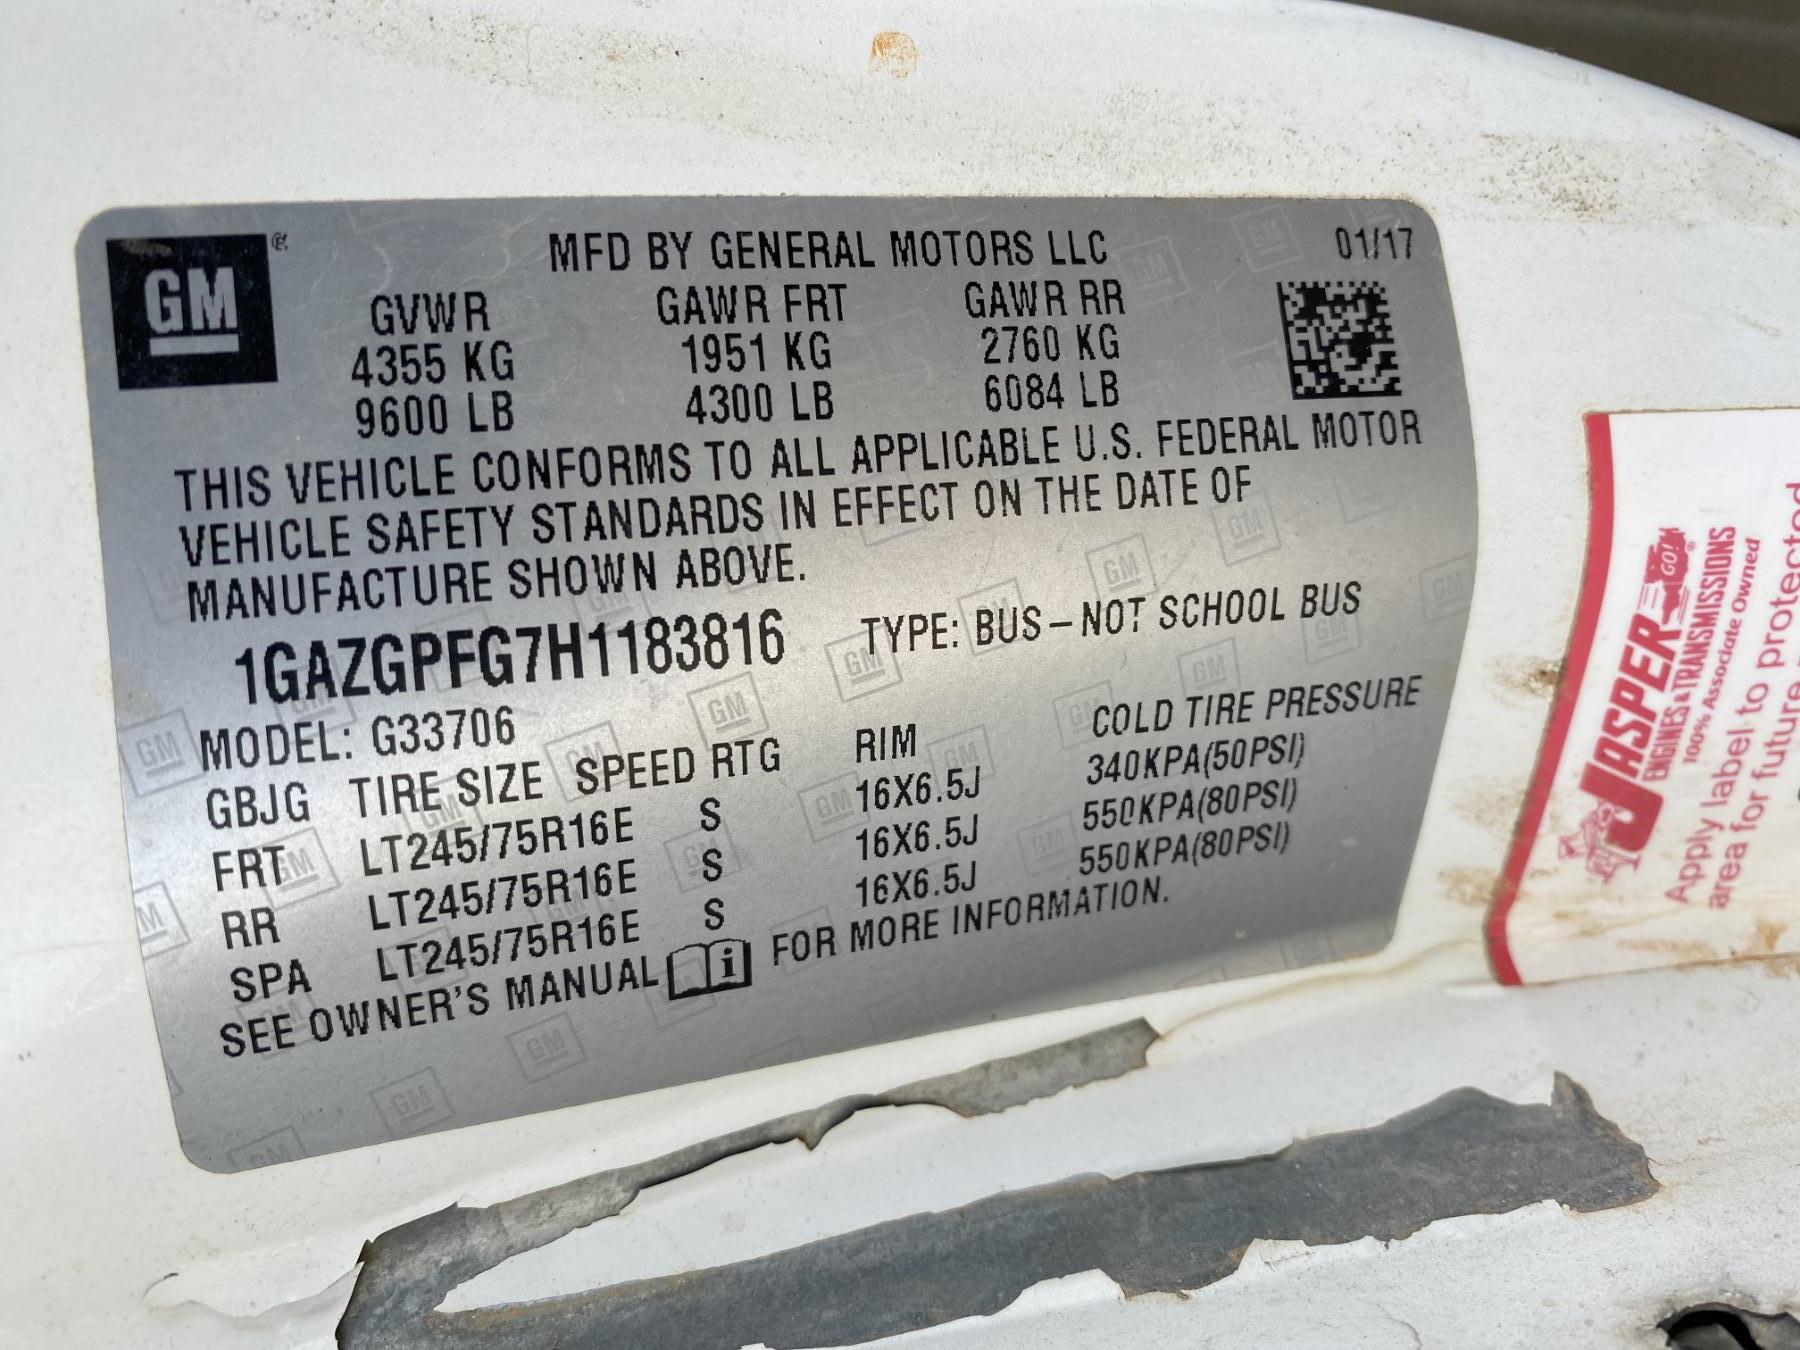 GM
MFD BY GENERAL MOTORS LLC 01/17
GVWR GAWR FRT GAWR RR
4355 KG 1951 KG 2760 KG
9600 LB 4300 LB 6084 LB
THIS VEHICLE CONFORMS TO ALL APPLICABLE U.S. FEDERAL MOTOR
VEHICLE SAFETY STANDARDS IN EFFECT ON THE DATE OF
MANUFACTURE SHOWN ABOVE.
1GAZGPFG7H1183816 TYPE: BUS–NOT SCHOOL BUS
MODEL: G33706
GBJG TIRE SIZE SPEED RTG RIM COLD TIRE PRESSURE
FRT LT245/75R16E S 16X6.5J 340KPA(50PSI)
RR LT245/75R16E S 16X6.5J 550KPA(80PSI)
SPA LT245/75R16E S 16X6.5J 550KPA(80PSI)
SEE OWNER'S MANUAL i FOR MORE INFORMATION.
GO!
JASPER®
ENGINES & TRANSMISSIONS
100% Associate Owned
Apply label to protected
area for future